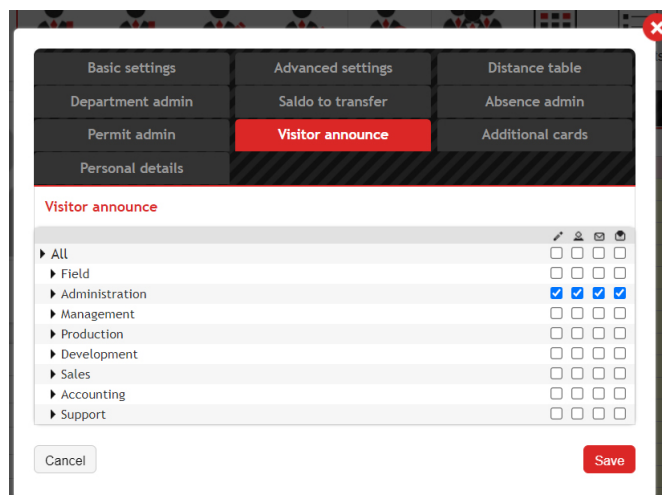 Basic settings Advanced settings Distance table
Department admin Saldo to transfer Absence admin
Permit admin Visitor announce Additional cards
Personal details
Visitor announce
All
Field
Administration
Management
Production
Development
Sales
Accounting
Support
Cancel Save